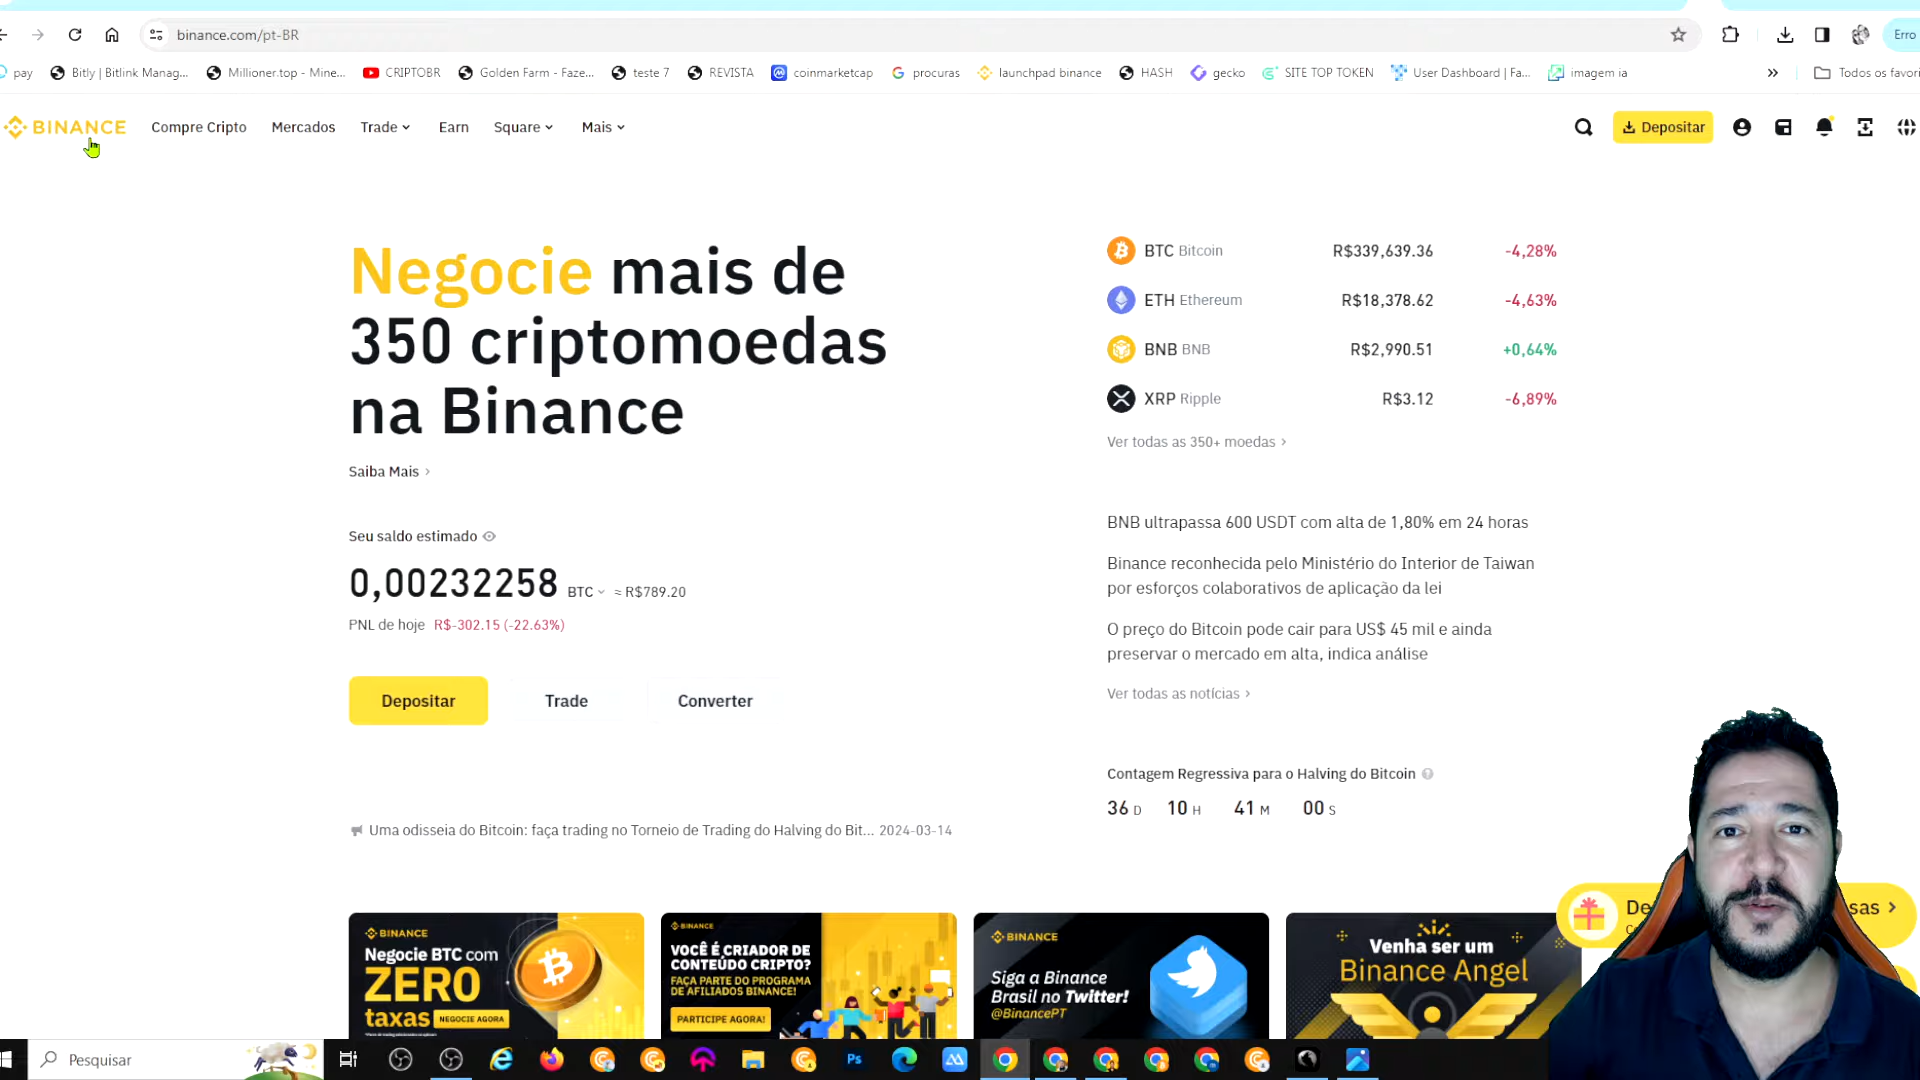 binance.com/pt-BR
Erro
pay
Bitly | Bitlink Manag...
Millioner.top - Mine...
CRIPTOBR
Golden Farm - Faze...
teste 7
REVISTA
coinmarketcap
procuras
launchpad binance
HASH
gecko
SITE TOP TOKEN
User Dashboard | Fa...
imagem ia
»
Todos os favori
BINANCE
Compre Cripto
Mercados
Trade
Earn
Square
Mais
Depositar
Negocie mais de
350 criptomoedas
na Binance
Saiba Mais >
Seu saldo estimado
0,00232258 BTC ≈ R$789.20
PNL de hoje R$-302.15 (-22.63%)
Depositar
Trade
Converter
BTC Bitcoin R$339,639.36 -4,28%
ETH Ethereum R$18,378.62 -4,63%
BNB BNB R$2,990.51 +0,64%
XRP Ripple R$3.12 -6,89%
Ver todas as 350+ moedas >
BNB ultrapassa 600 USDT com alta de 1,80% em 24 horas
Binance reconhecida pelo Ministério do Interior de Taiwan
por esforços colaborativos de aplicação da lei
O preço do Bitcoin pode cair para US$ 45 mil e ainda
preservar o mercado em alta, indica análise
Ver todas as notícias >
Contagem Regressiva para o Halving do Bitcoin
36 D 10 H 41 M 00 S
Uma odisseia do Bitcoin: faça trading no Torneio de Trading do Halving do Bit... 2024-03-14
BINANCE
Negocie BTC com
ZERO
taxas
NEGOCIE AGORA
BINANCE
VOCÊ É CRIADOR DE
CONTEÚDO CRIPTO?
FAÇA PARTE DO PROGRAMA
DE AFILIADOS BINANCE!
PARTICIPE AGORA!
BINANCE
Siga a Binance
Brasil no Twitter!
@BinancePT
Venha ser um
Binance Angel
De
sas >
Pesquisar
Ps